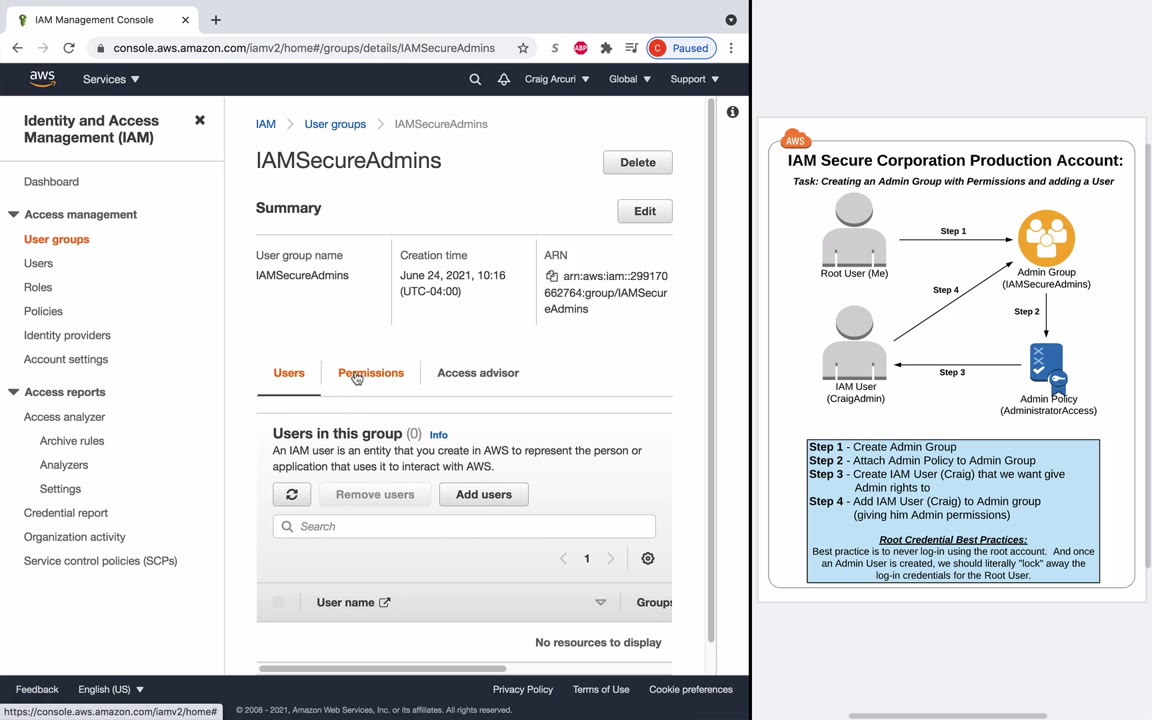 IAM Management Console
console.aws.amazon.com/iamv2/home#/groups/details/IAMSecureAdmins
S
ABP
C Paused
aws
Services
Craig Arcuri
Global
Support
Identity and Access
Management (IAM)
Dashboard
Access management
User groups
Users
Roles
Policies
Identity providers
Account settings
Access reports
Access analyzer
Archive rules
Analyzers
Settings
Credential report
Organization activity
Service control policies (SCPs)
IAM
User groups
IAMSecureAdmins
IAMSecureAdmins
Delete
Summary
Edit
User group name
IAMSecureAdmins
Creation time
June 24, 2021, 10:16
(UTC-04:00)
ARN
arn:aws:iam::299170
662764:group/IAMSecur
eAdmins
Users
Permissions
Access advisor
Users in this group (0) Info
An IAM user is an entity that you create in AWS to represent the person or
application that uses it to interact with AWS.
Remove users
Add users
Search
1
User name
Groups
No resources to display
Feedback
English (US)
Privacy Policy
Terms of Use
Cookie preferences
https://console.aws.amazon.com/iamv2/home#
© 2008 - 2021, Amazon Web Services, Inc. or its affiliates. All rights reserved.
AWS
IAM Secure Corporation Production Account:
Task: Creating an Admin Group with Permissions and adding a User
Step 1
Root User (Me)
Admin Group
(IAMSecureAdmins)
Step 4
Step 2
Step 3
IAM User
(CraigAdmin)
Admin Policy
(AdministratorAccess)
Step 1 - Create Admin Group
Step 2 - Attach Admin Policy to Admin Group
Step 3 - Create IAM User (Craig) that we want give
Admin rights to
Step 4 - Add IAM User (Craig) to Admin group
(giving him Admin permissions)
Root Credential Best Practices:
Best practice is to never log-in using the root account. And once
an Admin User is created, we should literally "lock" away the
log-in credentials for the Root User.